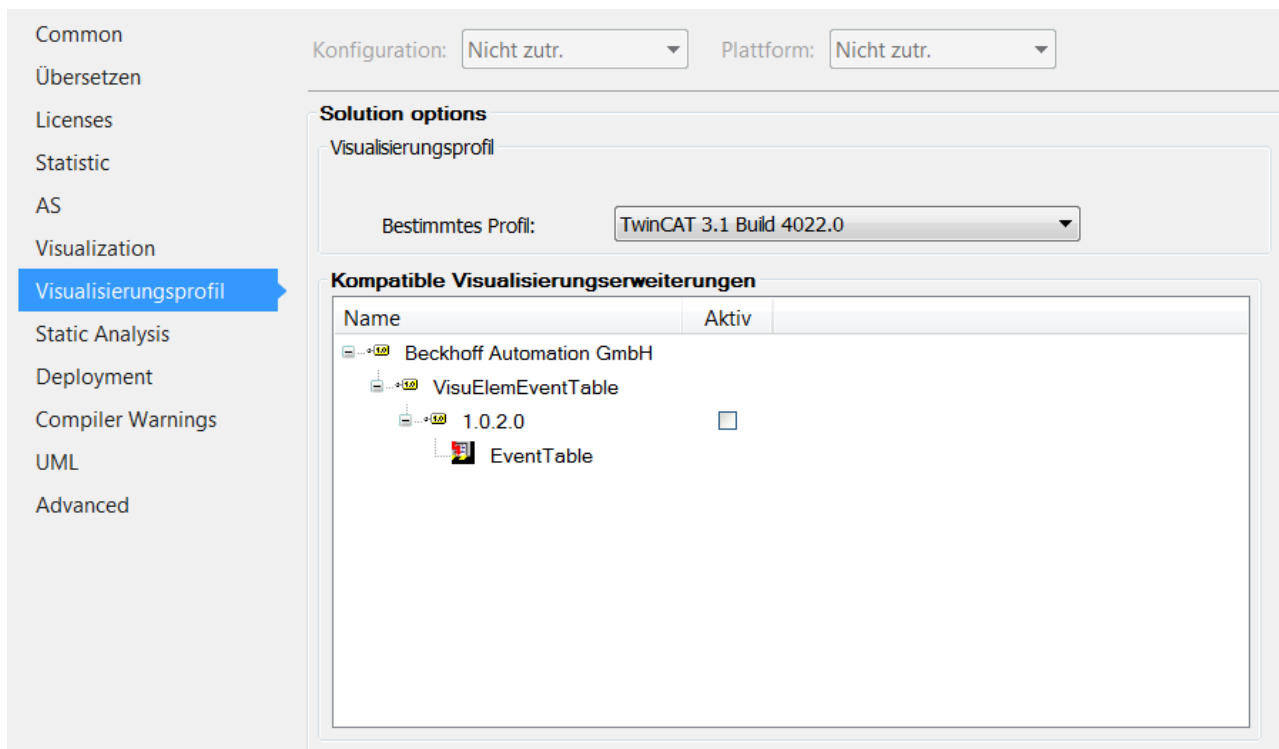 Common
Übersetzen
Licenses
Statistic
AS
Visualization
Visualisierungsprofil
Static Analysis
Deployment
Compiler Warnings
UML
Advanced
Konfiguration: Nicht zutr. Plattform: Nicht zutr.
Solution options
Visualisierungsprofil
Bestimmtes Profil: TwinCAT 3.1 Build 4022.0
Kompatible Visualisierungserweiterungen
Name Aktiv
Beckhoff Automation GmbH
VisuElemEventTable
1.0.2.0
EventTable